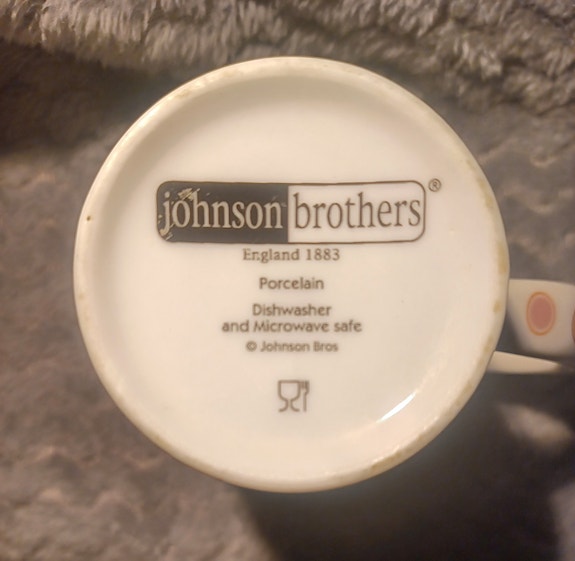 johnson brothers®
England 1883
Porcelain
Dishwasher
and Microwave safe
© Johnson Bros